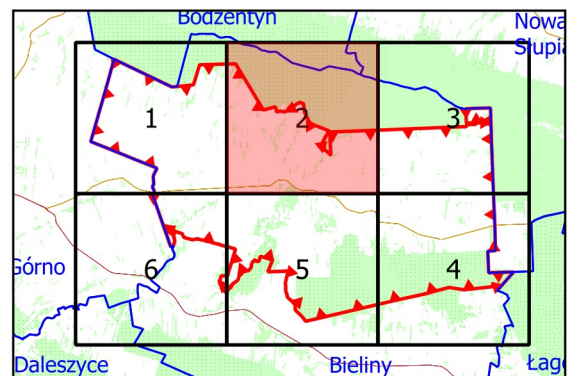 Bodzentyn
Nowa
Słupia
1
2
3
Górno
6
5
4
Daleszyce
Bieliny
Łag